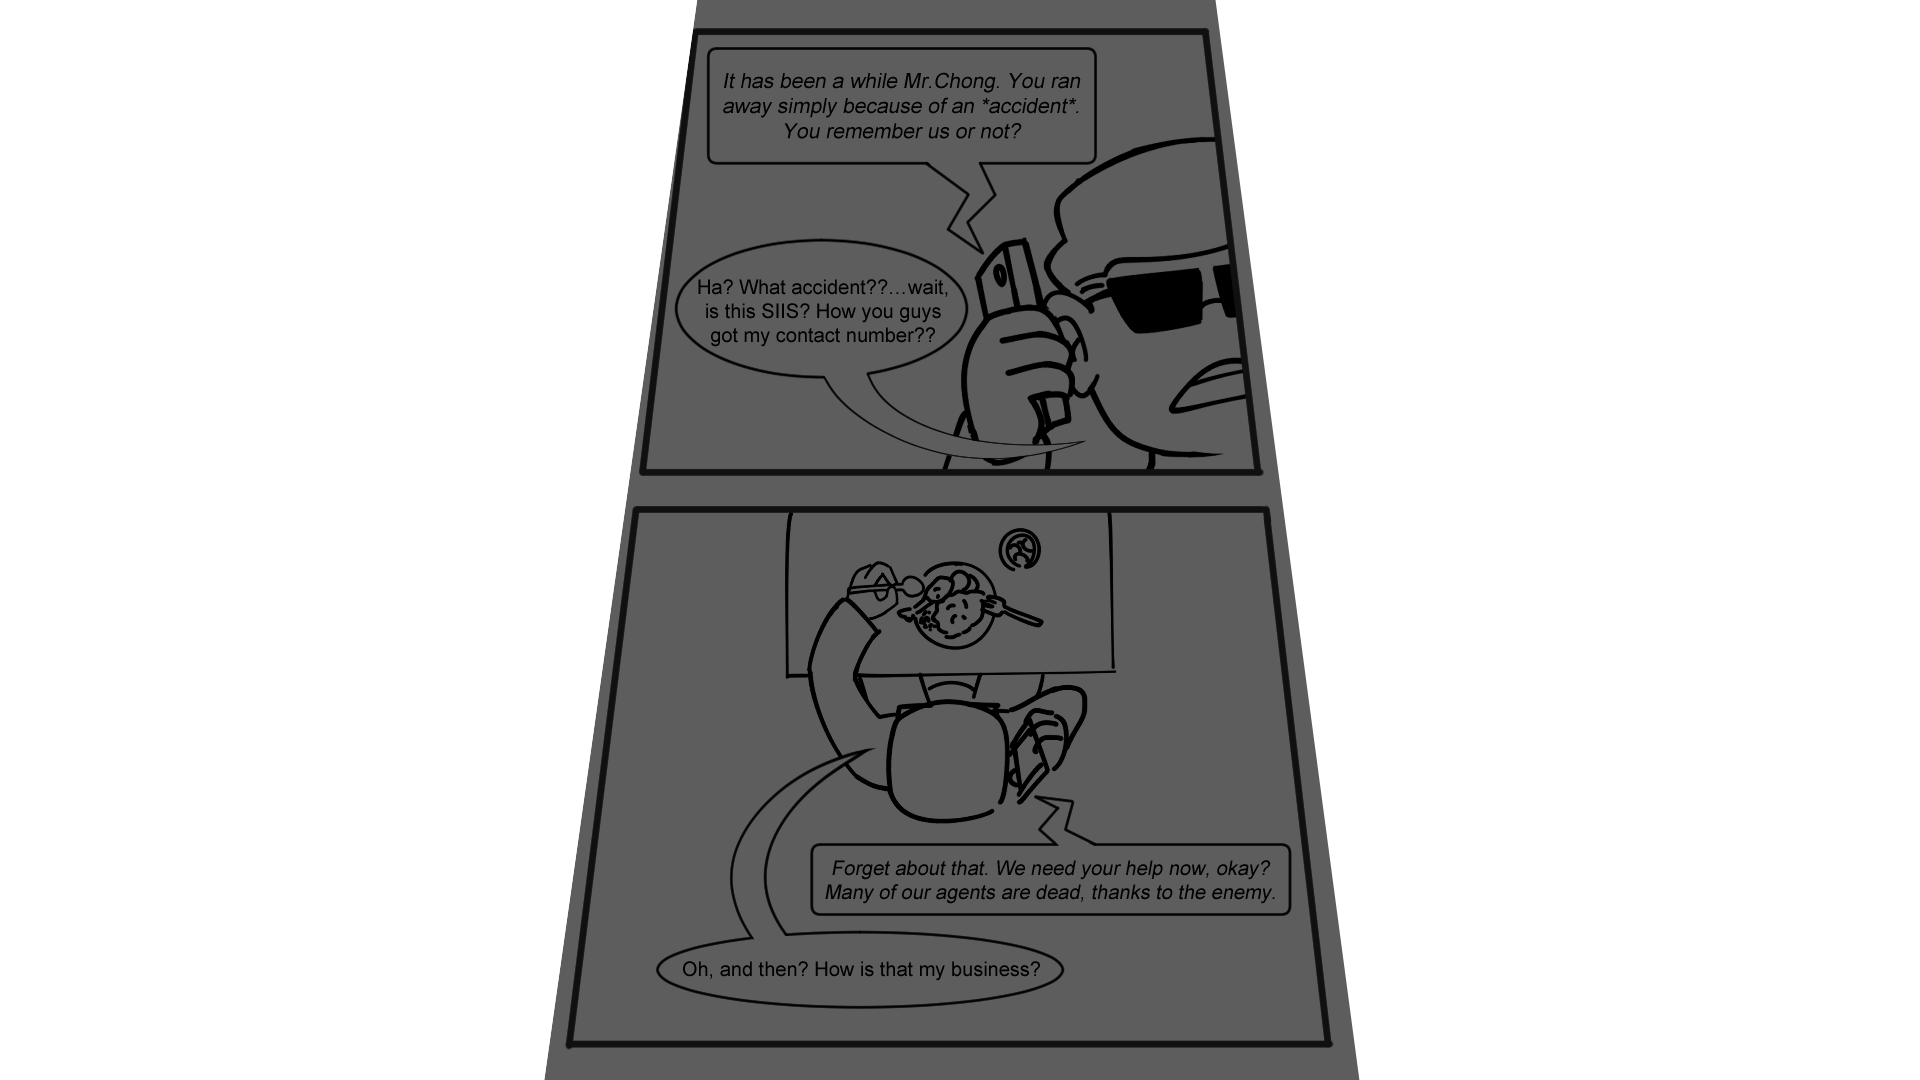 It has been a while Mr.Chong. You ran
away simply because of an *accident*.
You remember us or not?
Ha? What accident??...wait,
is this SIIS? How you guys
got my contact number??
Forget about that. We need your help now, okay?
Many of our agents are dead, thanks to the enemy.
Oh, and then? How is that my business?